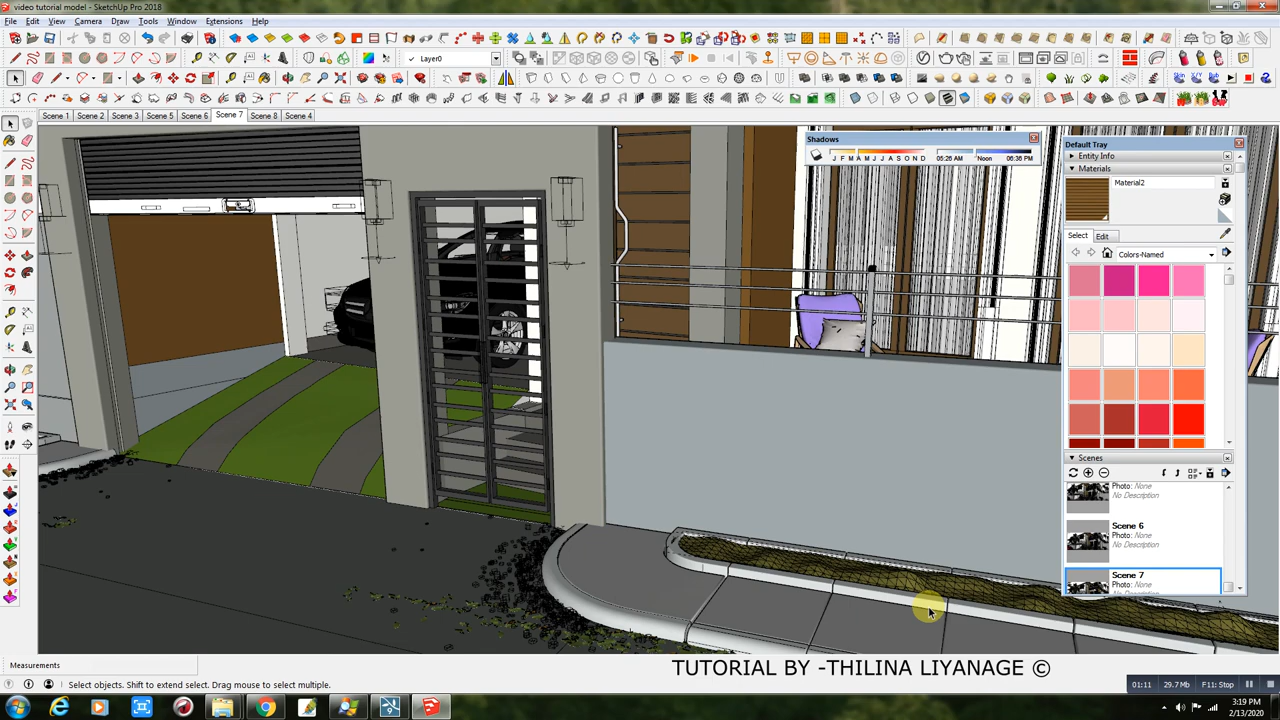 video tutorial model - SketchUp Pro 2018
File Edit View Camera Draw Tools Window Extensions Help
Layer0
Scene 1 Scene 2 Scene 3 Scene 5 Scene 6 Scene 7 Scene 8 Scene 4
Shadows
J F M A M J J A S O N D 05:26 AM Noon 06:36 PM
Default Tray
Entity Info
Materials
Material2
Select Edit
Colors-Named
Scenes
Photo: None
No Description
Scene 6
Photo: None
No Description
Scene 7
Photo: None
Measurements
TUTORIAL BY -THILINA LIYANAGE ©
Select objects. Shift to extend select. Drag mouse to select multiple.
01:11 29.7 Mb F11: Stop
3:19 PM
2/13/2020